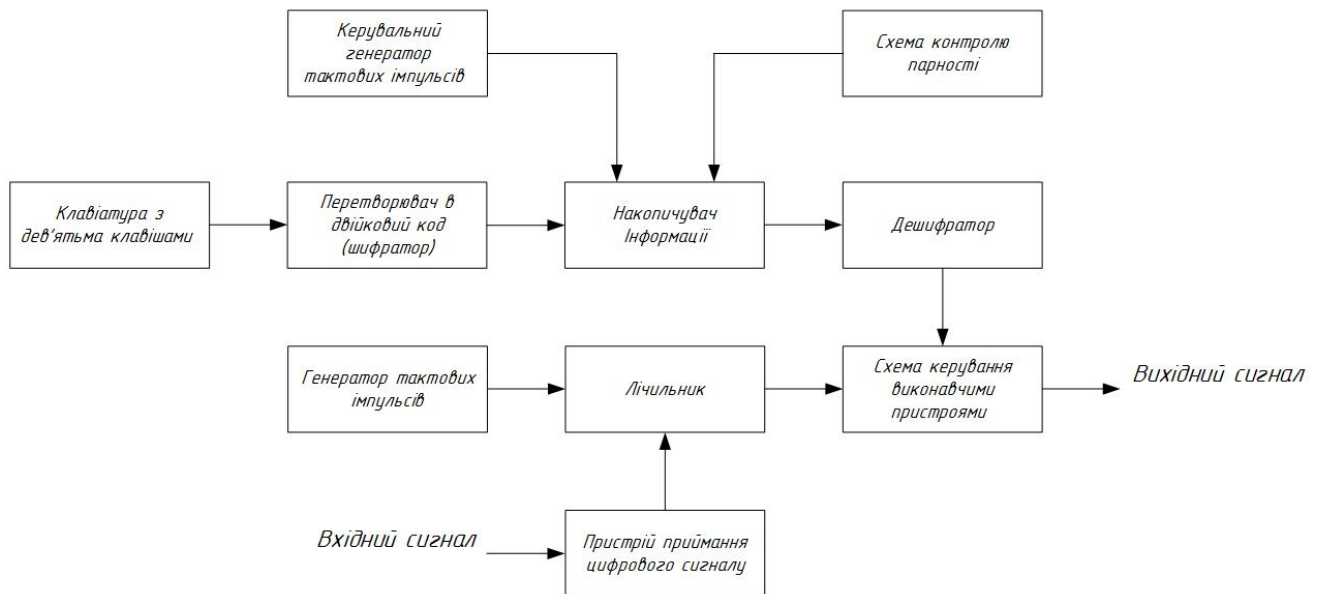 Керувальний
генератор
тактових імпульсів
Схема контролю
парності
Клавіатура з
дев'ятьма клавішами
Перетворювач в
двійковий код
(шифратор)
Накопичувач
Інформації
Дешифратор
Генератор тактових
імпульсів
Лічильник
Схема керування
виконавчими
пристроями
Вихідний сигнал
Вхідний сигнал
Пристрій приймання
цифрового сигналу